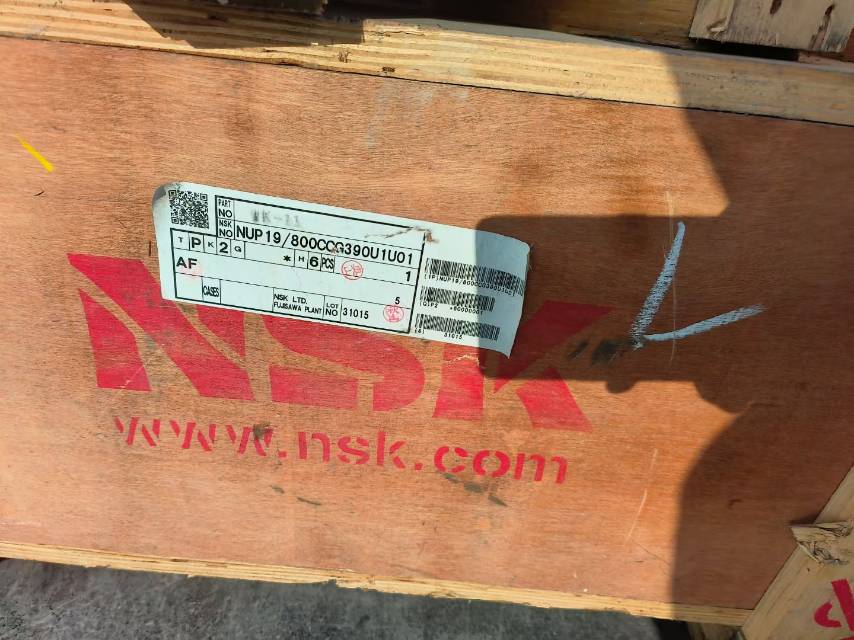 PART NO
NSK NO NUP19/800CCG390U1U01
T P K 2 G * H 6 PCS 1
AF 5
CASES NSK LTD. FUJISAWA PLANT LOT NO 31015
31015
NSK
www.nsk.com